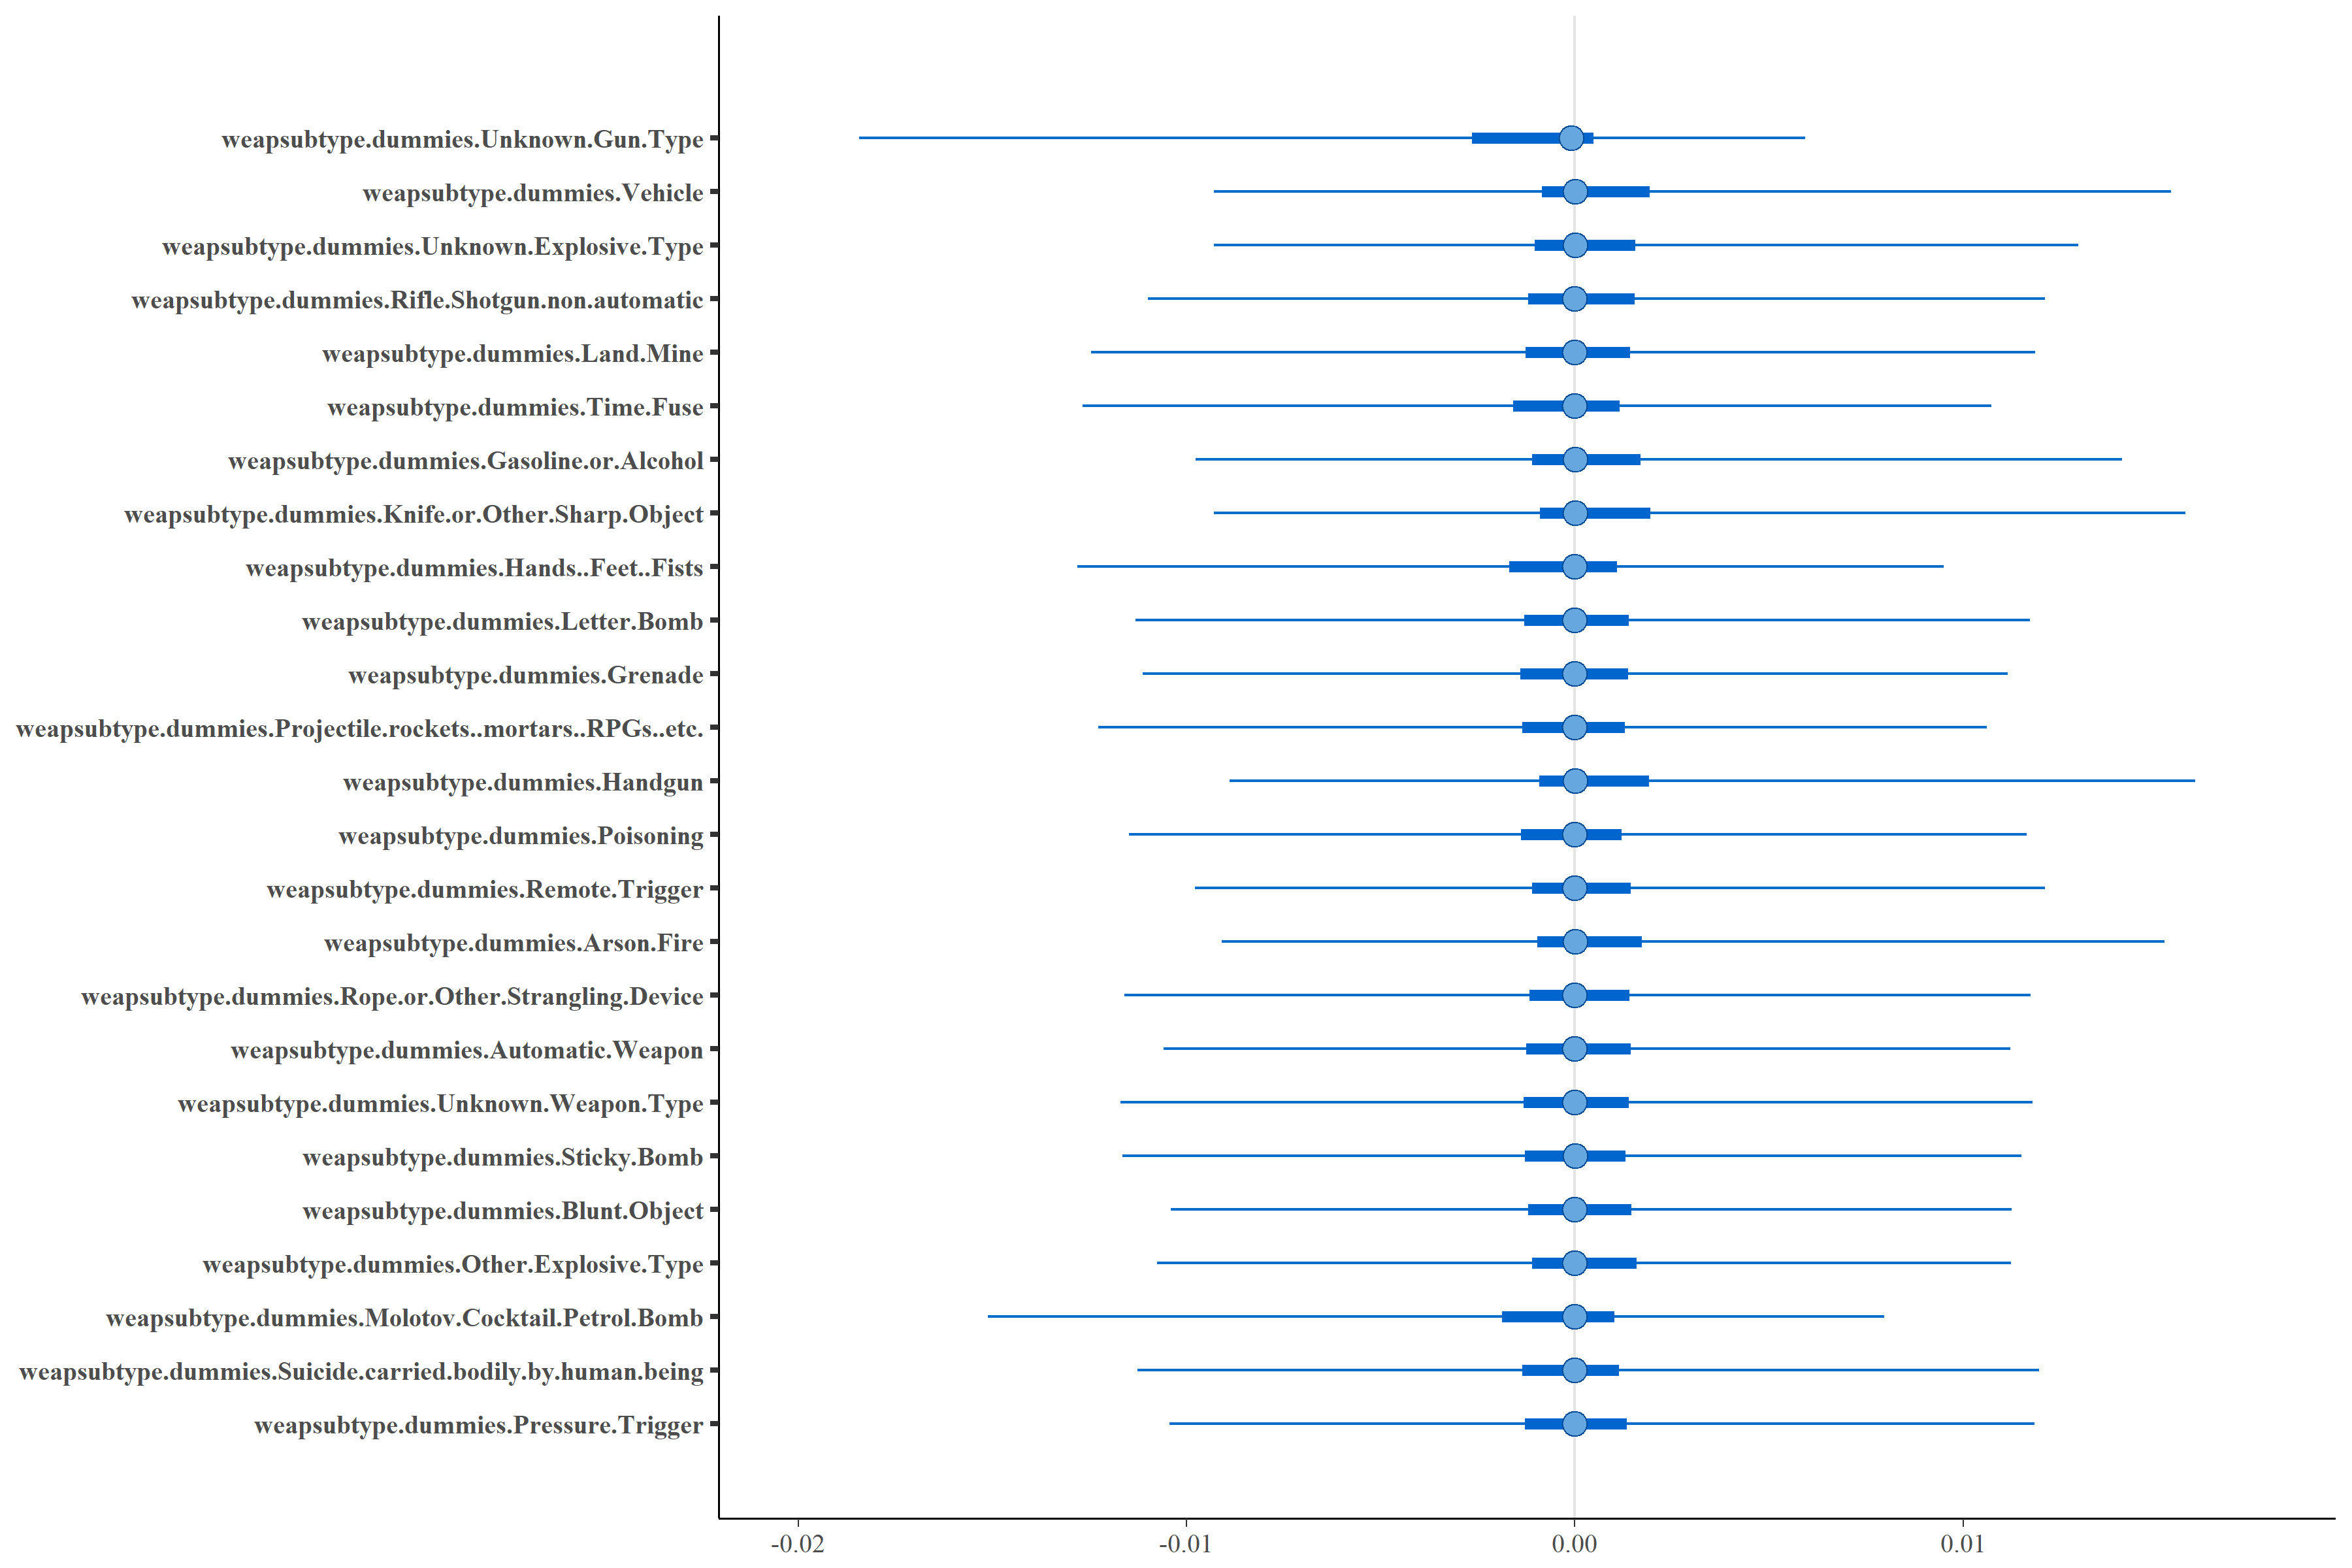 weapsubtype.dummies.Unknown.Gun.Type
weapsubtype.dummies.Vehicle
weapsubtype.dummies.Unknown.Explosive.Type
weapsubtype.dummies.Rifle.Shotgun.non.automatic
weapsubtype.dummies.Land.Mine
weapsubtype.dummies.Time.Fuse
weapsubtype.dummies.Gasoline.or.Alcohol
weapsubtype.dummies.Knife.or.Other.Sharp.Object
weapsubtype.dummies.Hands..Feet..Fists
weapsubtype.dummies.Letter.Bomb
weapsubtype.dummies.Grenade
weapsubtype.dummies.Projectile.rockets..mortars..RPGs..etc.
weapsubtype.dummies.Handgun
weapsubtype.dummies.Poisoning
weapsubtype.dummies.Remote.Trigger
weapsubtype.dummies.Arson.Fire
weapsubtype.dummies.Rope.or.Other.Strangling.Device
weapsubtype.dummies.Automatic.Weapon
weapsubtype.dummies.Unknown.Weapon.Type
weapsubtype.dummies.Sticky.Bomb
weapsubtype.dummies.Blunt.Object
weapsubtype.dummies.Other.Explosive.Type
weapsubtype.dummies.Molotov.Cocktail.Petrol.Bomb
weapsubtype.dummies.Suicide.carried.bodily.by.human.being
weapsubtype.dummies.Pressure.Trigger
-0.02 -0.01 0.00 0.01